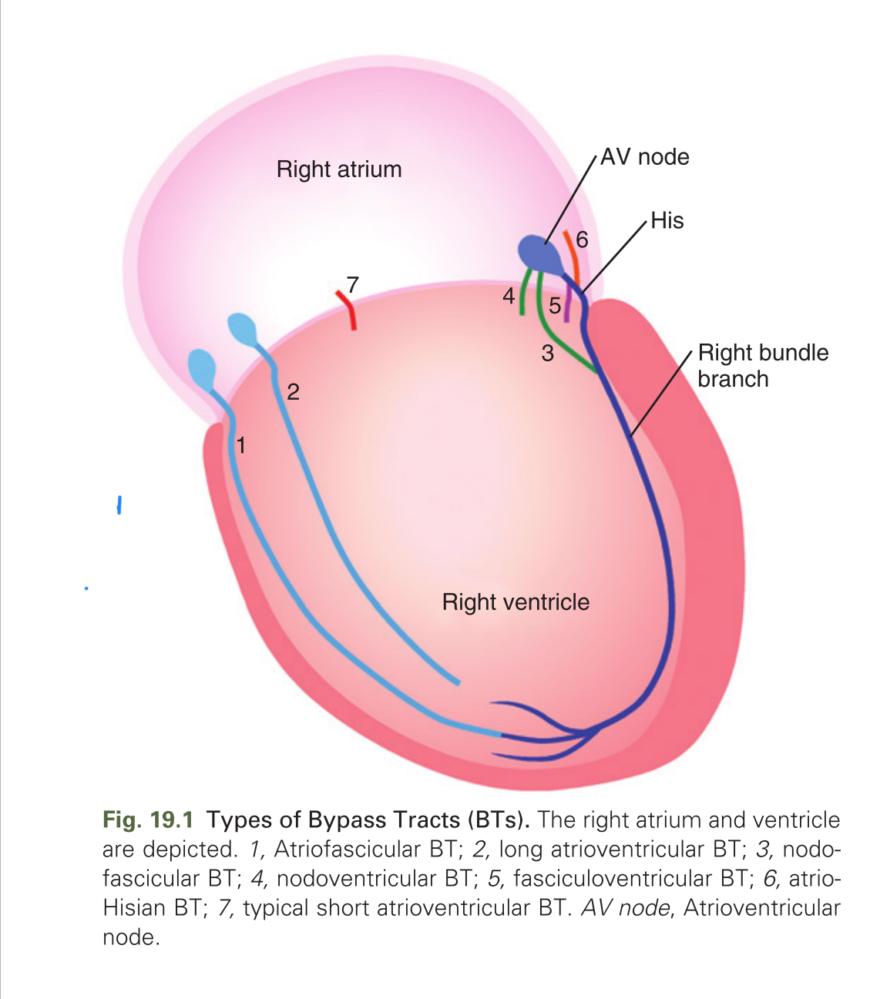 Right atrium
AV node
His
6
7
4
5
3
Right bundle
branch
2
1
Right ventricle
Fig. 19.1 Types of Bypass Tracts (BTs). The right atrium and ventricle
are depicted. 1, Atriofascicular BT; 2, long atrioventricular BT; 3, nodo-
fascicular BT; 4, nodoventricular BT; 5, fasciculoventricular BT; 6, atrio-
Hisian BT; 7, typical short atrioventricular BT. AV node, Atrioventricular
node.